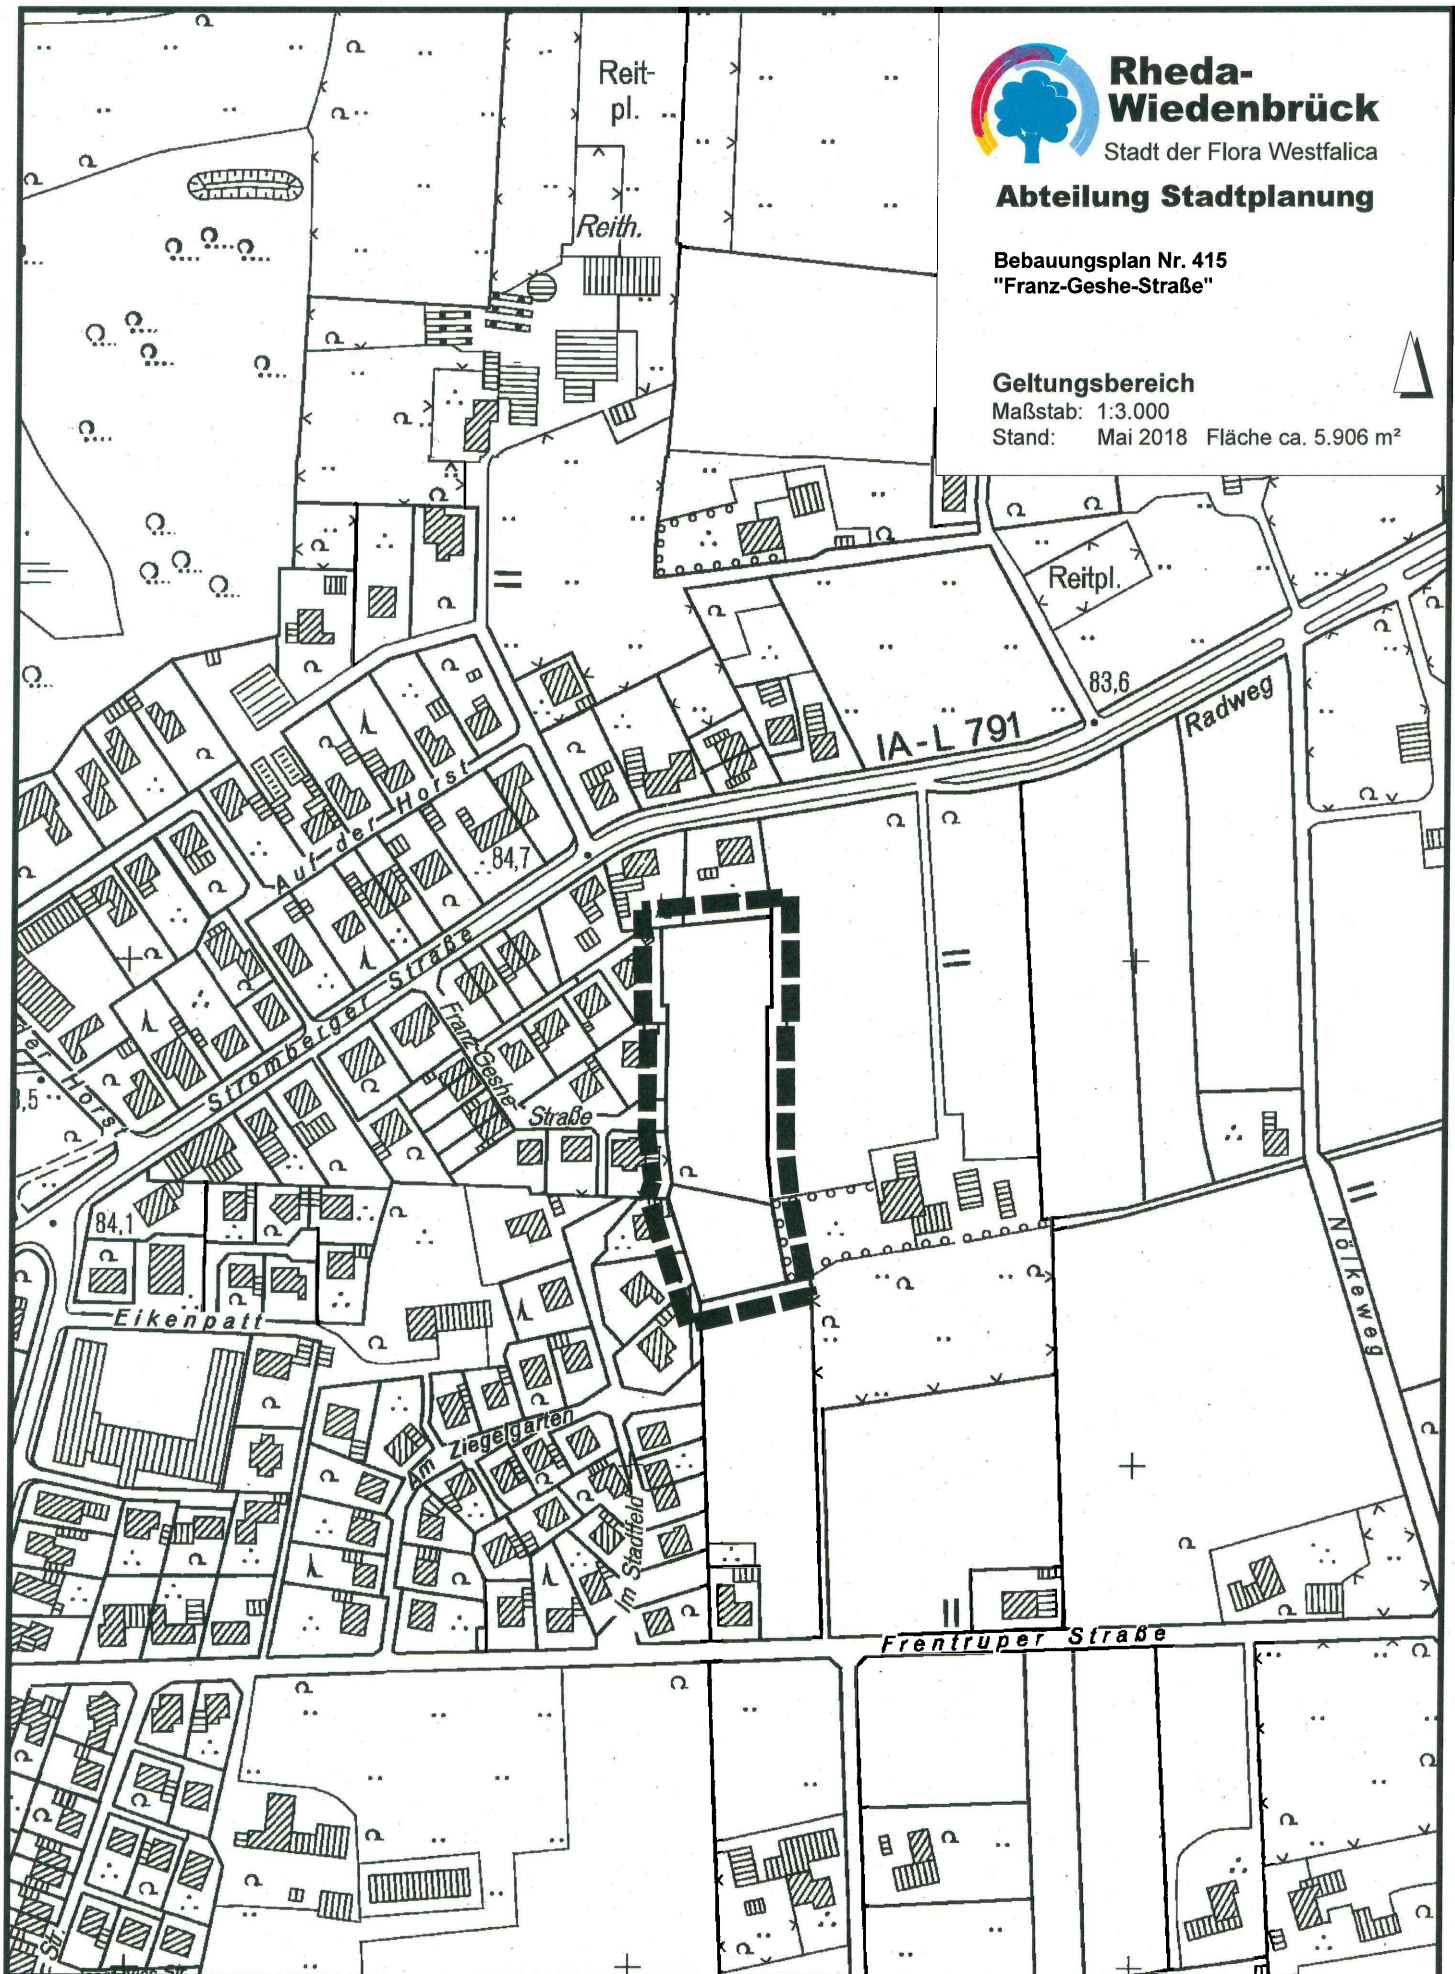 Rheda-
Wiedenbrück
Stadt der Flora Westfalica
Abteilung Stadtplanung
Bebauungsplan Nr. 415
"Franz-Geshe-Straße"
Geltungsbereich
Maßstab: 1:3.000
Stand: Mai 2018 Fläche ca. 5.906 m²
Reit-
pl.
Reith.
Reitpl.
83,6
Radweg
IA-L 791
Auf der Horst
84,7
Stromberger Straße
Franz-Geshe-
Straße
Horst
84,1
Eikenpatt
Nölkeweg
Am Ziegelgarten
Im Stadtfeld
Frentruper Straße
Str.